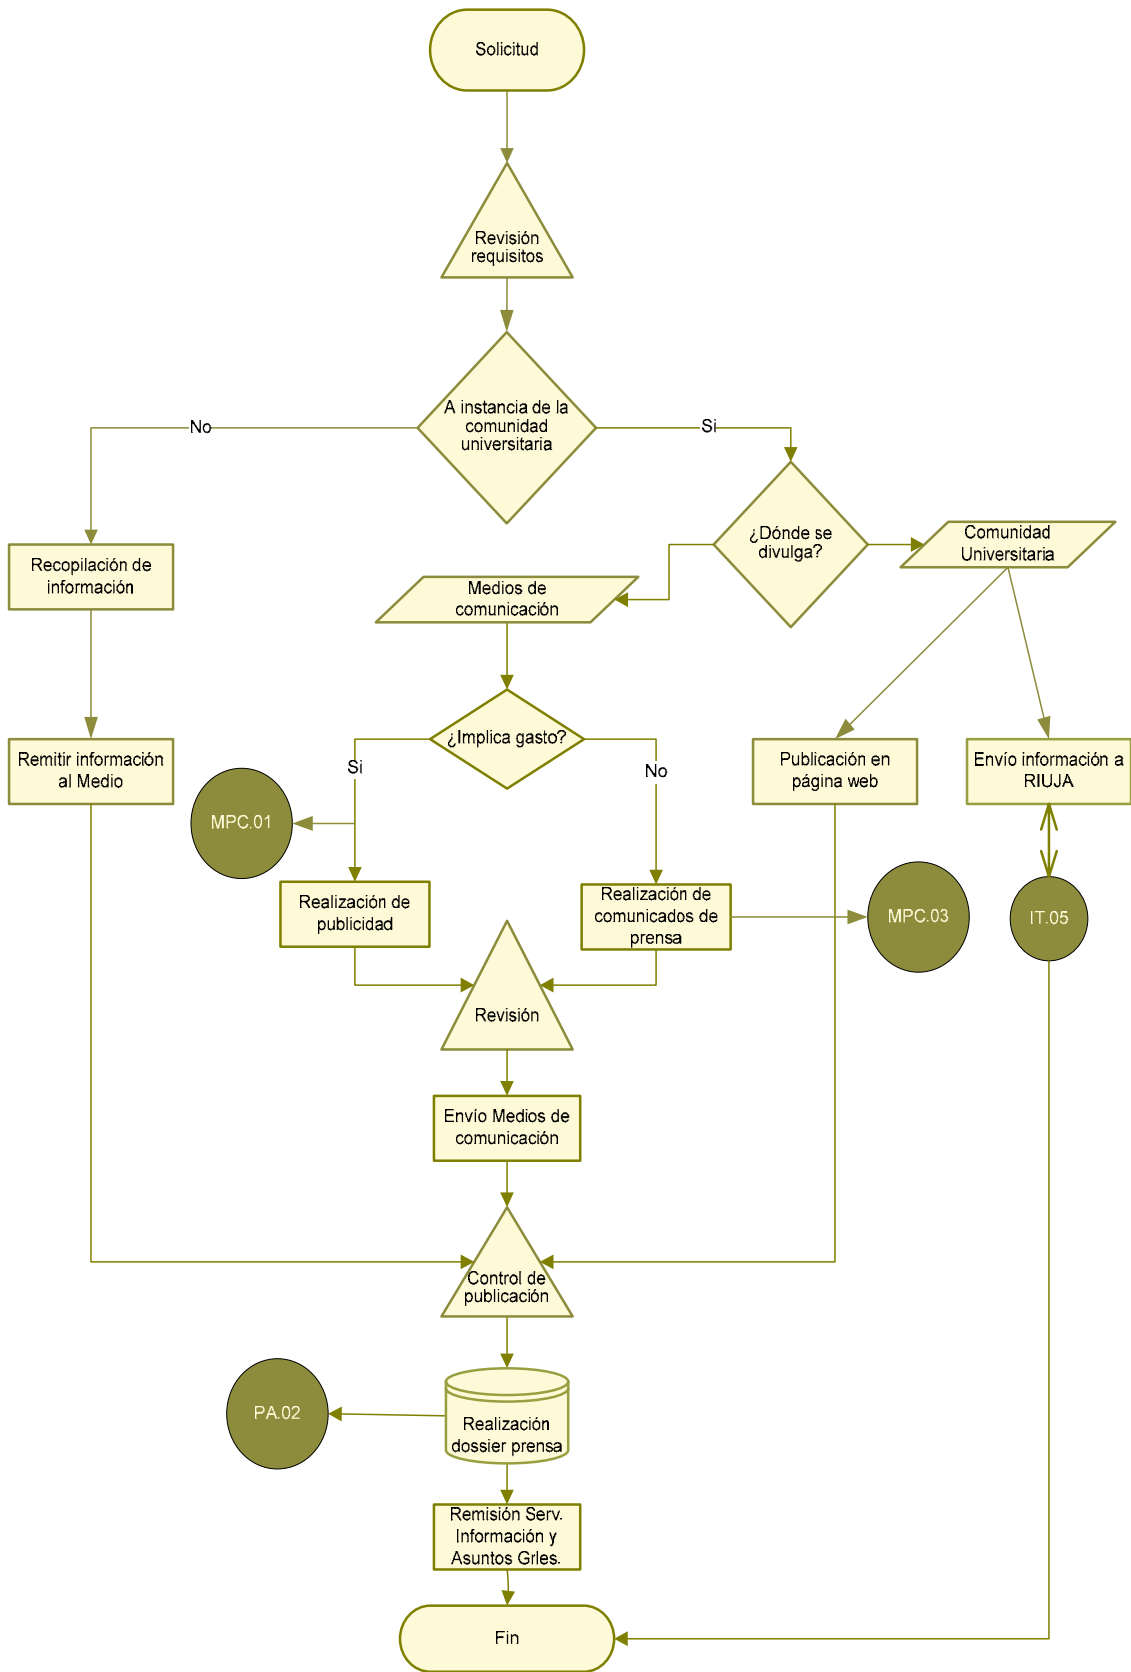 Solicitud
Revisión
requisitos
A instancia de la
comunidad
universitaria
No
Si
¿Dónde se
divulga?
Comunidad
Universitaria
Recopilación de
información
Medios de
comunicación
¿Implica gasto?
Si
No
Remitir información
al Medio
Publicación en
página web
Envío información a
RIUJA
MPC.01
Realización de
publicidad
Realización de
comunicados de
prensa
MPC.03
IT.05
Revisión
Envío Medios de
comunicación
Control de
publicación
PA.02
Realización
dossier prensa
Remisión Serv.
Información y
Asuntos Grles.
Fin